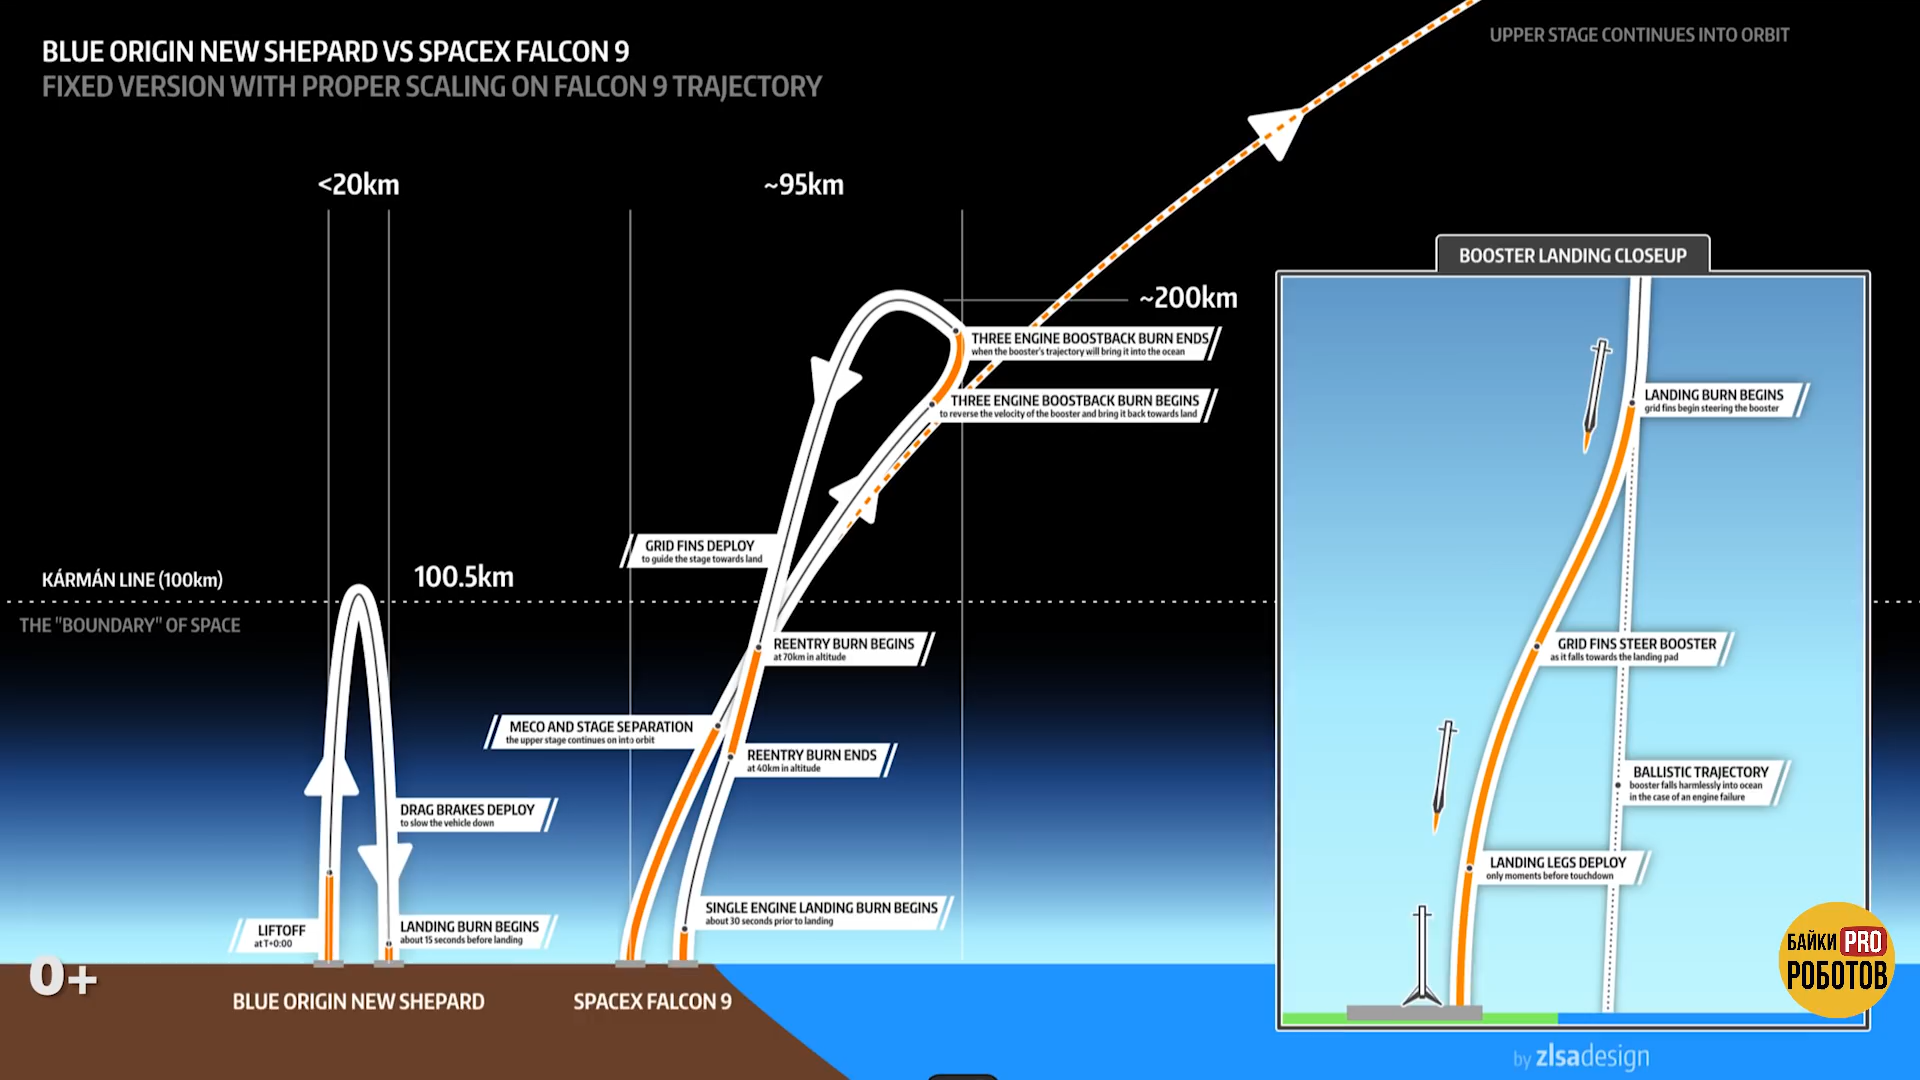 BLUE ORIGIN NEW SHEPARD VS SPACEX FALCON 9
FIXED VERSION WITH PROPER SCALING ON FALCON 9 TRAJECTORY
UPPER STAGE CONTINUES INTO ORBIT
<20km
~95km
~200km
THREE ENGINE BOOSTBACK BURN ENDS
when the booster's trajectory will bring it into the ocean
THREE ENGINE BOOSTBACK BURN BEGINS
to reverse the velocity of the booster and bring it back towards land
GRID FINS DEPLOY
to guide the stage towards land
KÁRMÁN LINE (100km)
100.5km
THE "BOUNDARY" OF SPACE
REENTRY BURN BEGINS
at 70km in altitude
MECO AND STAGE SEPARATION
the upper stage continues on into orbit
REENTRY BURN ENDS
at 40km in altitude
DRAG BRAKES DEPLOY
to slow the vehicle down
SINGLE ENGINE LANDING BURN BEGINS
about 30 seconds prior to landing
LIFTOFF
at T+0:00
LANDING BURN BEGINS
about 15 seconds before landing
0+
BLUE ORIGIN NEW SHEPARD
SPACEX FALCON 9
BOOSTER LANDING CLOSEUP
LANDING BURN BEGINS
grid fins begin steering the booster
GRID FINS STEER BOOSTER
as it falls towards the landing pad
BALLISTIC TRAJECTORY
booster falls harmlessly into ocean
in the case of an engine failure
LANDING LEGS DEPLOY
only moments before touchdown
БАЙКИ PRO
РОБОТОВ
by zlsadesign